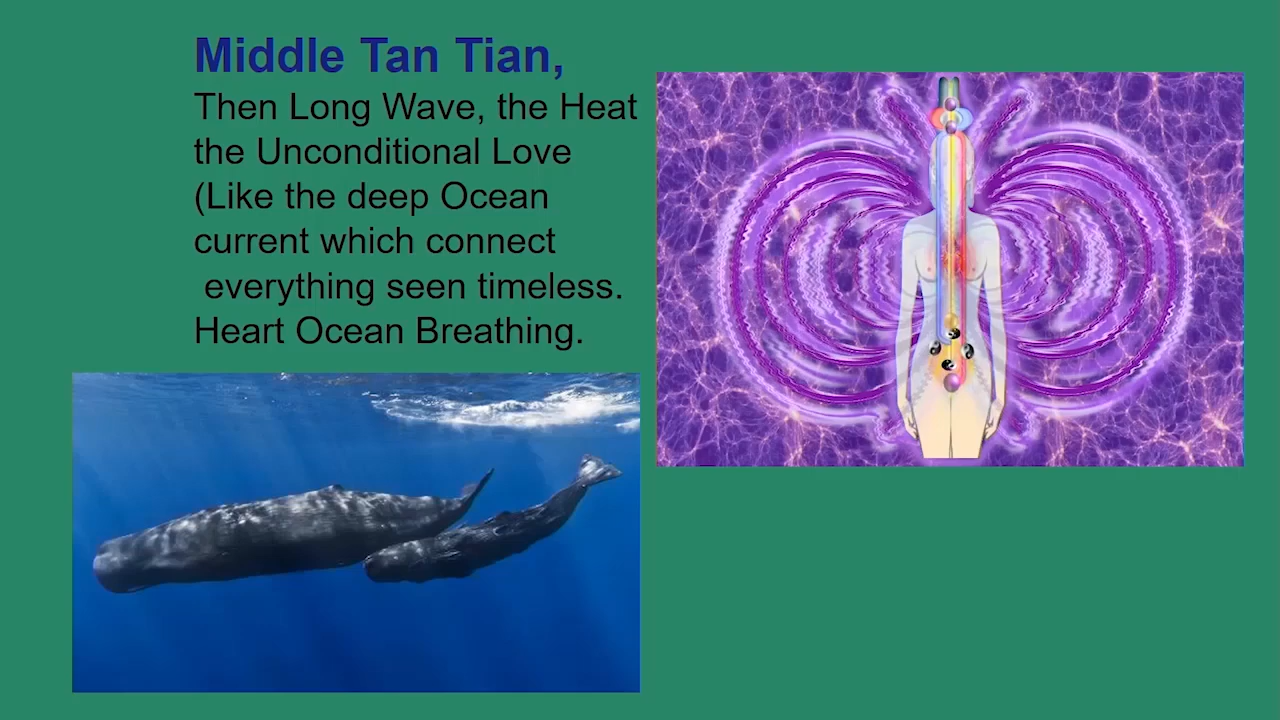 Middle Tan Tian,
Then Long Wave, the Heat
the Unconditional Love
(Like the deep Ocean
current which connect
everything seen timeless.
Heart Ocean Breathing.